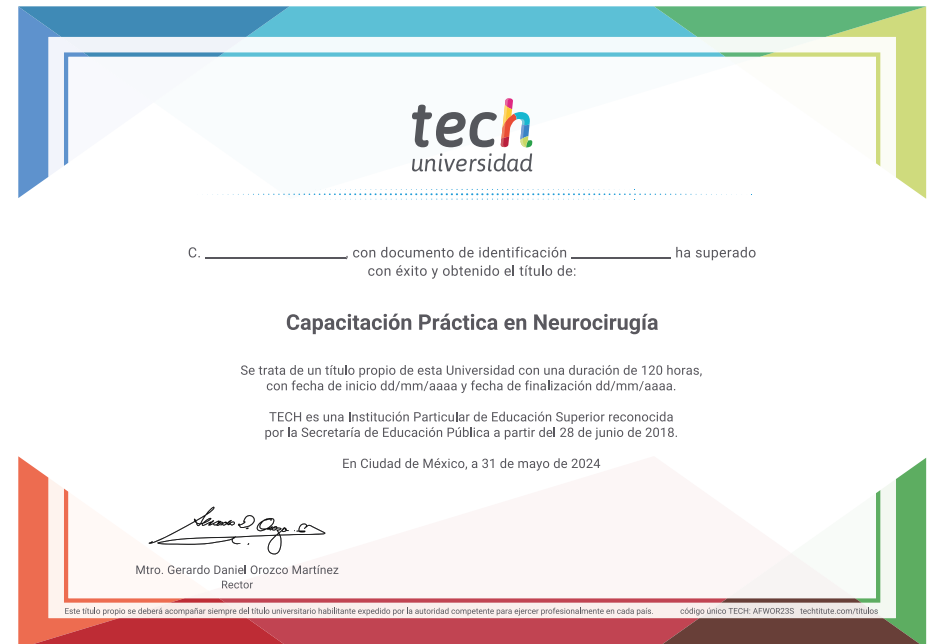 tech
universidad
C. ____________, con documento de identificación ____________ ha superado
con éxito y obtenido el título de:
Capacitación Práctica en Neurocirugía
Se trata de un título propio de esta Universidad con una duración de 120 horas,
con fecha de inicio dd/mm/aaaa y fecha de finalización dd/mm/aaaa.
TECH es una Institución Particular de Educación Superior reconocida
por la Secretaría de Educación Pública a partir del 28 de junio de 2018.
En Ciudad de México, a 31 de mayo de 2024
Mtro. Gerardo Daniel Orozco Martínez
Rector
Este título propio se deberá acompañar siempre del título universitario habilitante expedido por la autoridad competente para ejercer profesionalmente en cada país. código único TECH: AFWOR23S techtitute.com/titulos